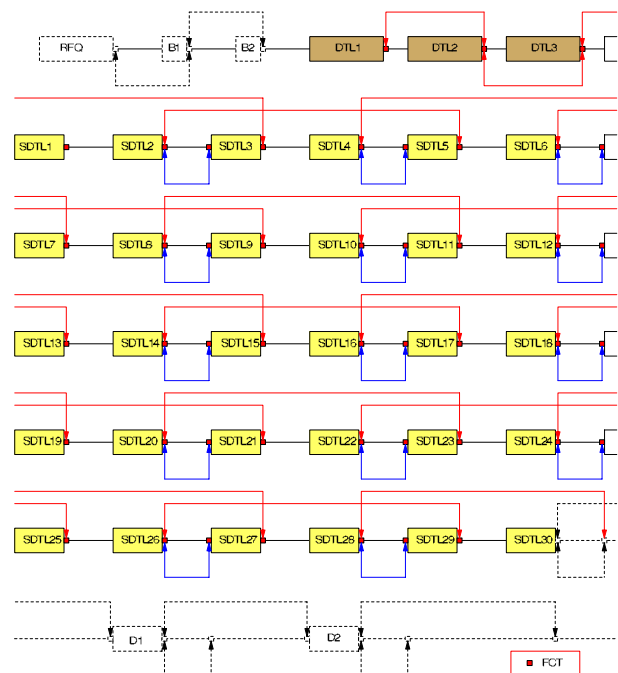 RFQ B1 B2 DTL1 DTL2 DTL3
SDTL1 SDTL2 SDTL3 SDTL4 SDTL5 SDTL6
SDTL7 SDTL8 SDTL9 SDTL10 SDTL11 SDTL12
SDTL13 SDTL14 SDTL15 SDTL16 SDTL17 SDTL18
SDTL19 SDTL20 SDTL21 SDTL22 SDTL23 SDTL24
SDTL25 SDTL26 SDTL27 SDTL28 SDTL29 SDTL30
D1 D2
FCT